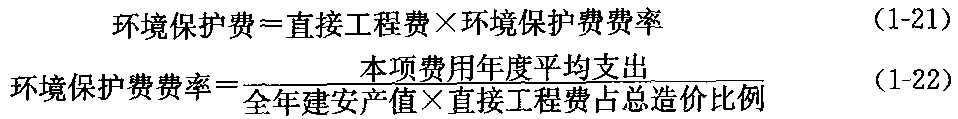 环境保护费=直接工程费×环境保护费费率 (1-21)
本项费用年度平均支出
环境保护费费率= (1-22)
全年建安产值×直接工程费占总造价比例